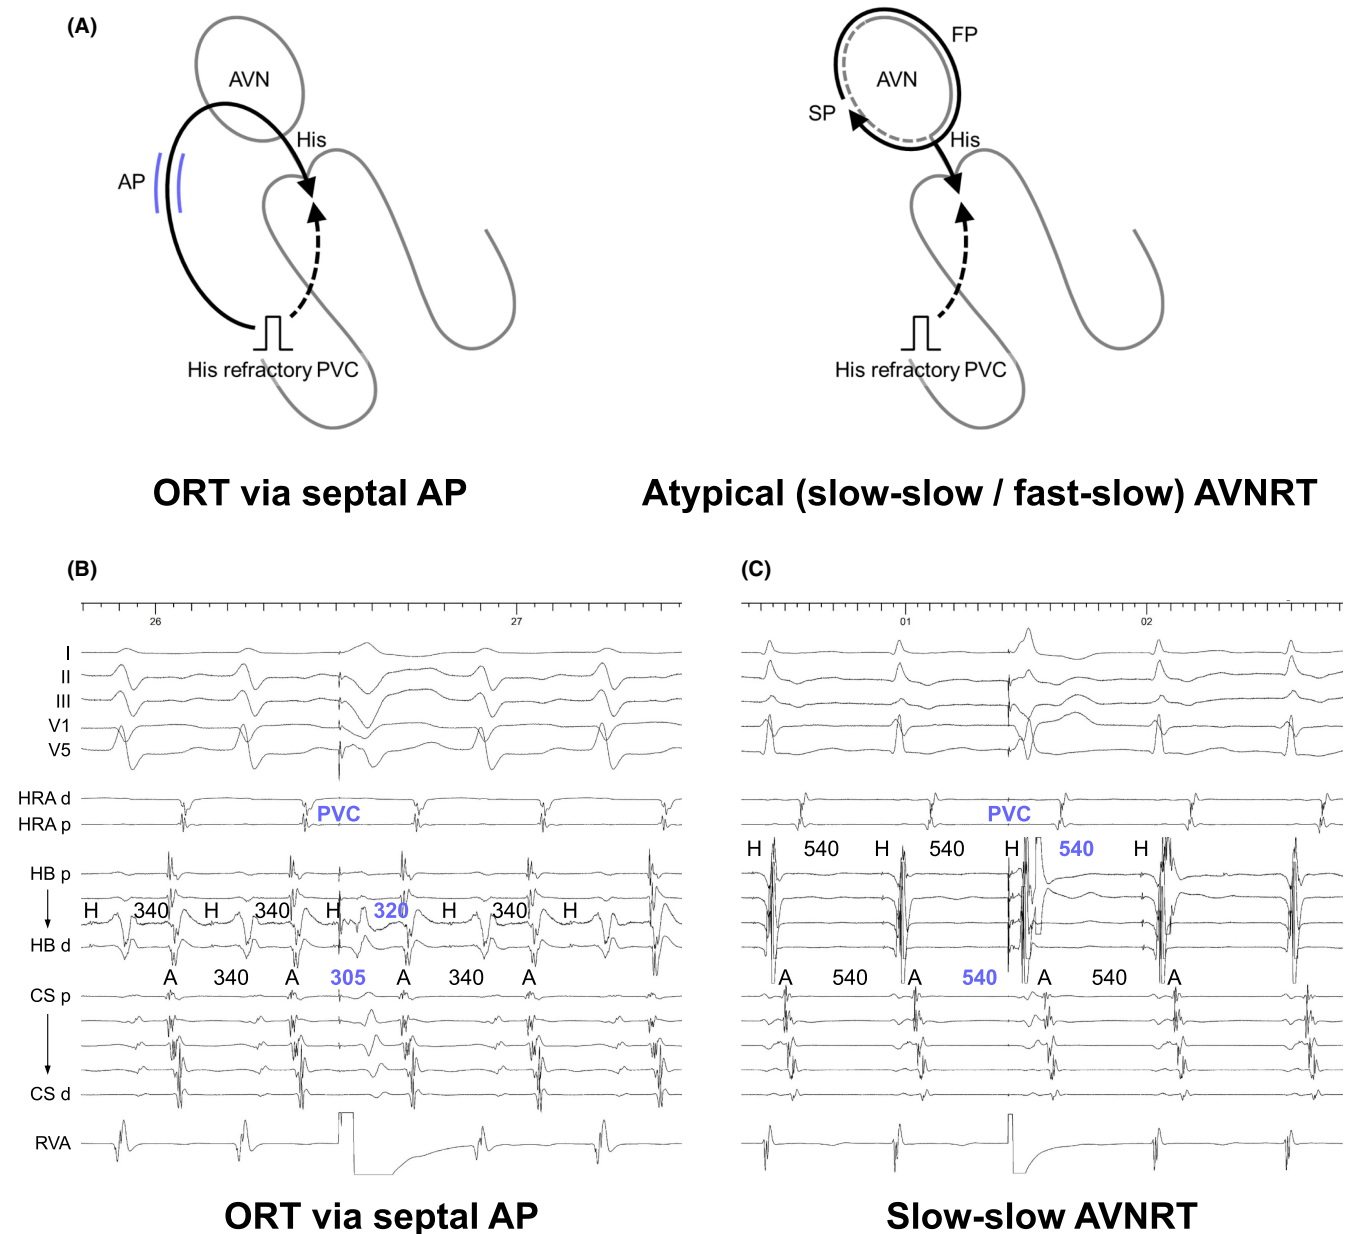 (A)
AVN
His
AP
His refractory PVC
FP
AVN
SP
His
His refractory PVC
ORT via septal AP
Atypical (slow-slow / fast-slow) AVNRT
(B)
26 27
I
II
III
V1
V5
HRA d
HRA p
PVC
HB p
H 340 H 340 H 320 H 340 H
HB d
A 340 A 305 A 340 A
CS p
CS d
RVA
ORT via septal AP
(C)
01 02
PVC
H 540 H 540 H 540 H
A 540 A 540 A 540 A
Slow-slow AVNRT